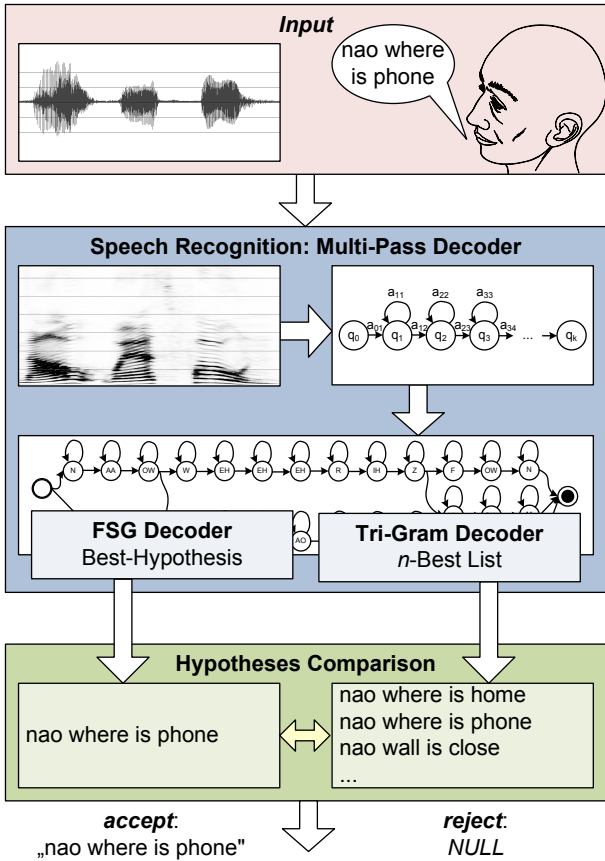 Input
nao where
is phone
Speech Recognition: Multi-Pass Decoder
a11 a22 a33
q0 a01 q1 a12 q2 a23 q3 a34 ... qk
N AA OW W EH EH EH R IH Z F OW N
AO
FSG Decoder
Best-Hypothesis
Tri-Gram Decoder
n-Best List
Hypotheses Comparison
nao where is phone
nao where is home
nao where is phone
nao wall is close
...
accept:
„nao where is phone"
reject:
NULL